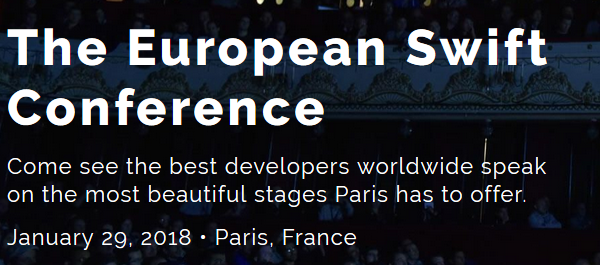 The European Swift
Conference
Come see the best developers worldwide speak
on the most beautiful stages Paris has to offer.
January 29, 2018 • Paris, France